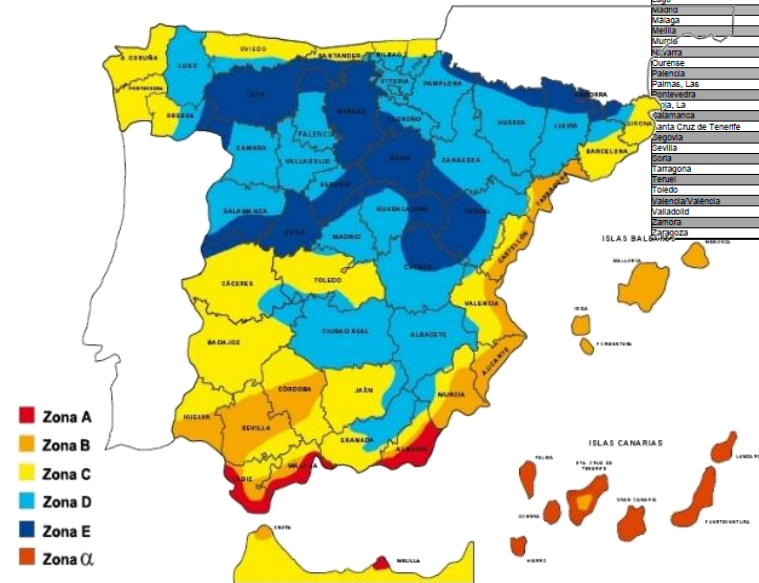 Madrid
Málaga
Melilla
Murcia
Navarra
Ourense
Palencia
Palmas, Las
Pontevedra
oja, La
Salamanca
anta Cruz de Tenerife
Segovia
Sevilla
Soria
Tarragona
Teruel
Toledo
Valencia/València
Valladolid
Zamora
Zaragoza
A CORUÑA
LUGO
OVIEDO
SANTANDER
BILBAO
VITORIA
PAMPLONA
PONTEVEDRA
ORENSE
LEÓN
BURGOS
LOGROÑO
HUESCA
LLEIDA
ANDORRA
GIRONA
BARCELONA
PALENCIA
ZAMORA
VALLADOLID
SORIA
ZARAGOZA
TARRAGONA
SEGOVIA
SALAMANCA
ÁVILA
MADRID
GUADALAJARA
TERUEL
CASTELLÓN
CUENCA
CÁCERES
TOLEDO
VALENCIA
BADAJOZ
CIUDAD REAL
ALBACETE
ALICANTE
CÓRDOBA
JAÉN
MURCIA
HUELVA
SEVILLA
GRANADA
ALMERÍA
MÁLAGA
CÁDIZ
CEUTA
MELILLA
ISLAS BALEARES
MENORCA
MALLORCA
IBIZA
FORMENTERA
ISLAS CANARIAS
PALMA
STA. CRUZ DE
TENERIFE
LANZA
GOMERA
GRAN CANARIA
FUERTEVENTURA
HIERRO
Zona A
Zona B
Zona C
Zona D
Zona E
Zona α